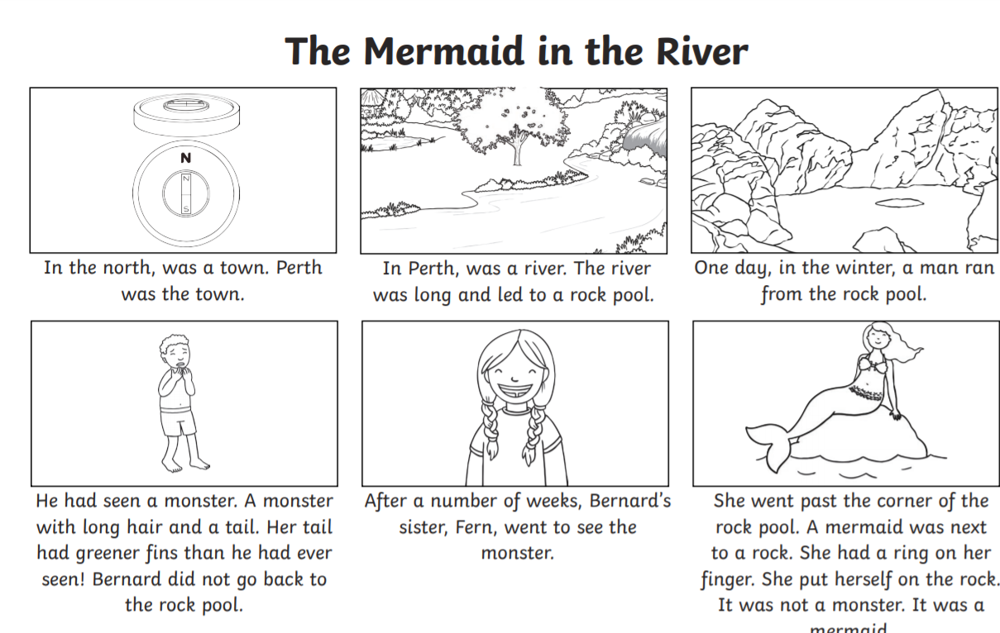 The Mermaid in the River
N
N
S
In the north, was a town. Perth
was the town.
In Perth, was a river. The river
was long and led to a rock pool.
One day, in the winter, a man ran
from the rock pool.
He had seen a monster. A monster
with long hair and a tail. Her tail
had greener fins than he had ever
seen! Bernard did not go back to
the rock pool.
After a number of weeks, Bernard's
sister, Fern, went to see the
monster.
She went past the corner of the
rock pool. A mermaid was next
to a rock. She had a ring on her
finger. She put herself on the rock.
It was not a monster. It was a
mermaid